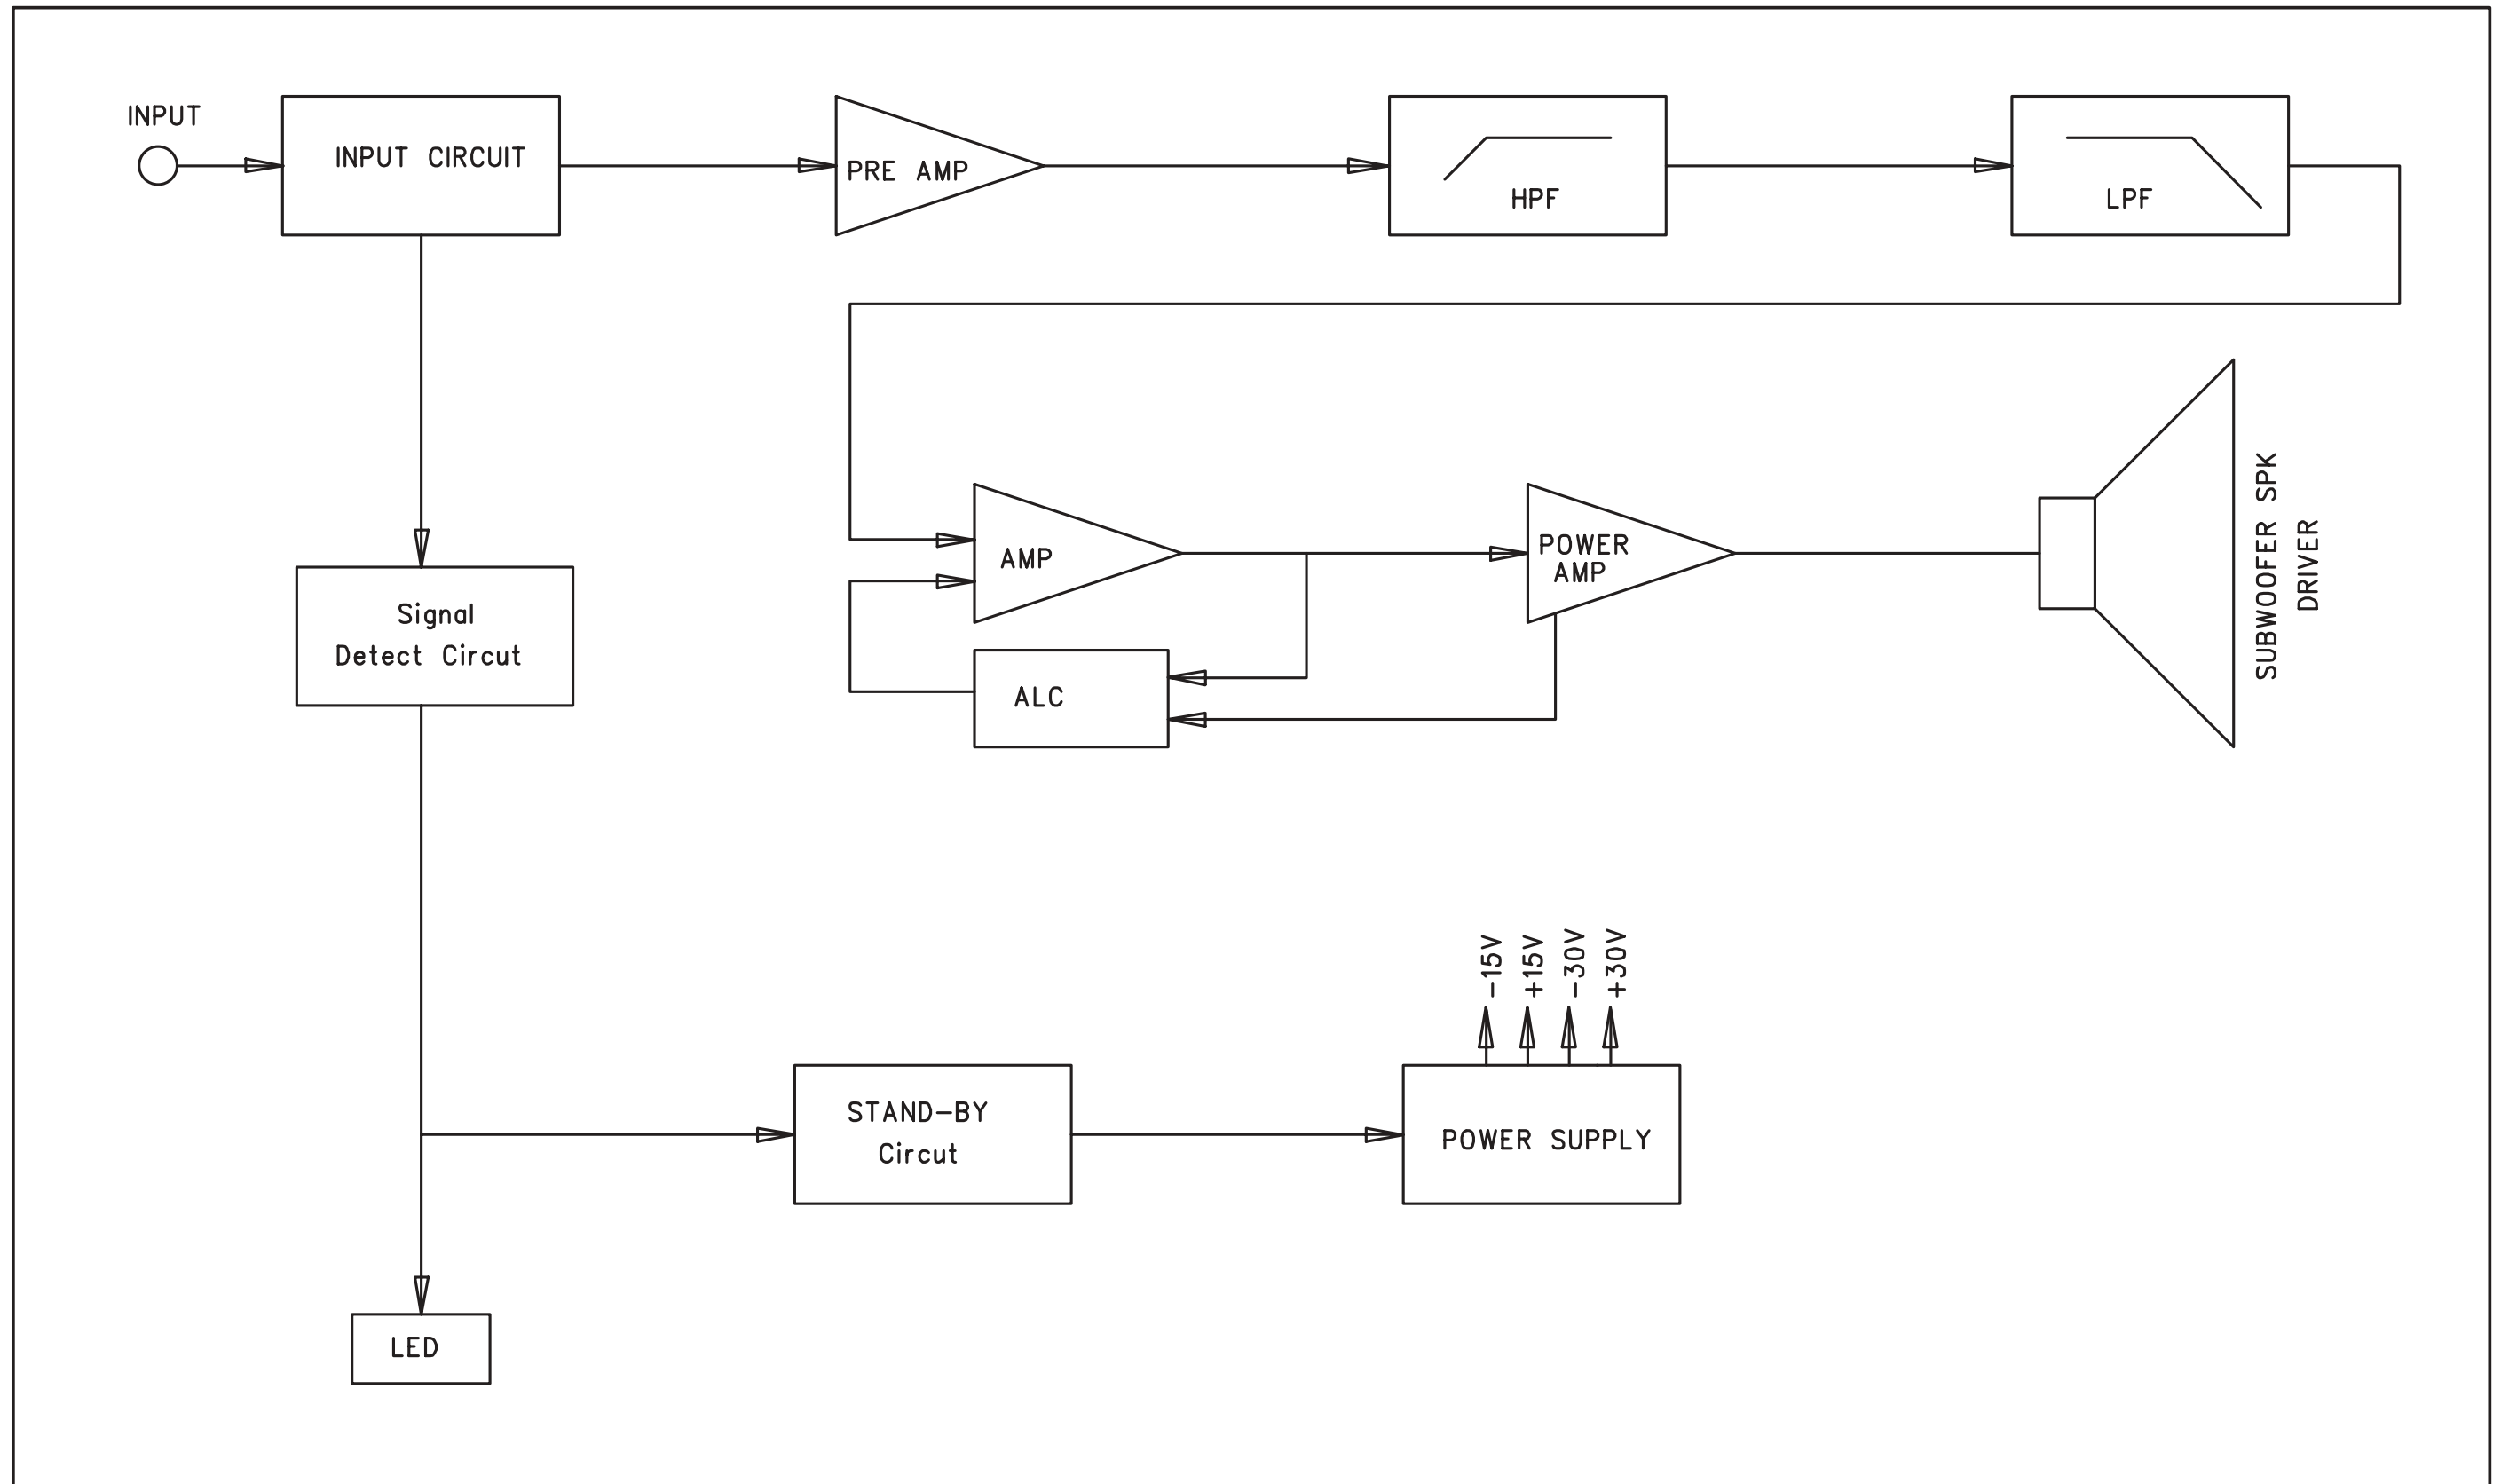 INPUT
INPUT CIRCUIT
PRE AMP
HPF
LPF
AMP
POWER
AMP
SUBWOOFER SPK
DRIVER
Signal
Detect Circut
ALC
-15V
+15V
-30V
+30V
STAND-BY
Circut
POWER SUPPLY
LED